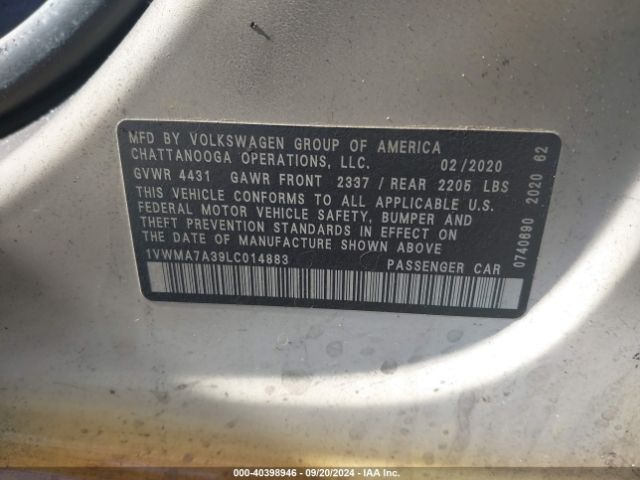 MFD BY VOLKSWAGEN GROUP OF AMERICA
CHATTANOOGA OPERATIONS, LLC. 02/2020
GVWR 4431 GAWR FRONT 2337 / REAR 2205 LBS
THIS VEHICLE CONFORMS TO ALL APPLICABLE U.S.
FEDERAL MOTOR VEHICLE SAFETY, BUMPER AND
THEFT PREVENTION STANDARDS IN EFFECT ON
THE DATE OF MANUFACTURE SHOWN ABOVE
1VWMA7A39LC014883 PASSENGER CAR
0740690 2020 62
000-40398946 - 09/20/2024 - IAA Inc.